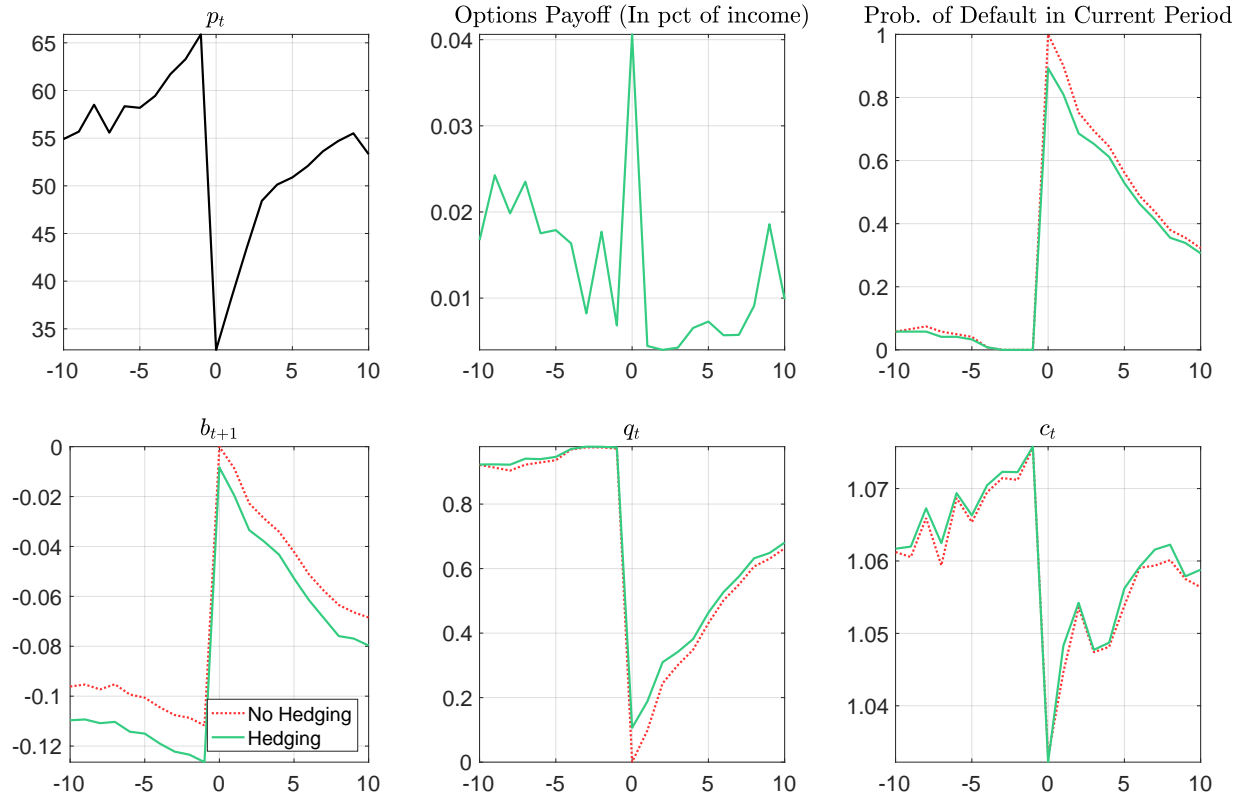 p_t
Options Payoff (In pct of income)
Prob. of Default in Current Period
65
60
55
50
45
40
35
-10 -5 0 5 10
0.04
0.03
0.02
0.01
-10 -5 0 5 10
1
0.8
0.6
0.4
0.2
0
-10 -5 0 5 10
b_{t+1}
q_t
c_t
0
-0.02
-0.04
-0.06
-0.08
-0.1
-0.12
No Hedging
Hedging
-10 -5 0 5 10
0.8
0.6
0.4
0.2
0
-10 -5 0 5 10
1.07
1.06
1.05
1.04
-10 -5 0 5 10